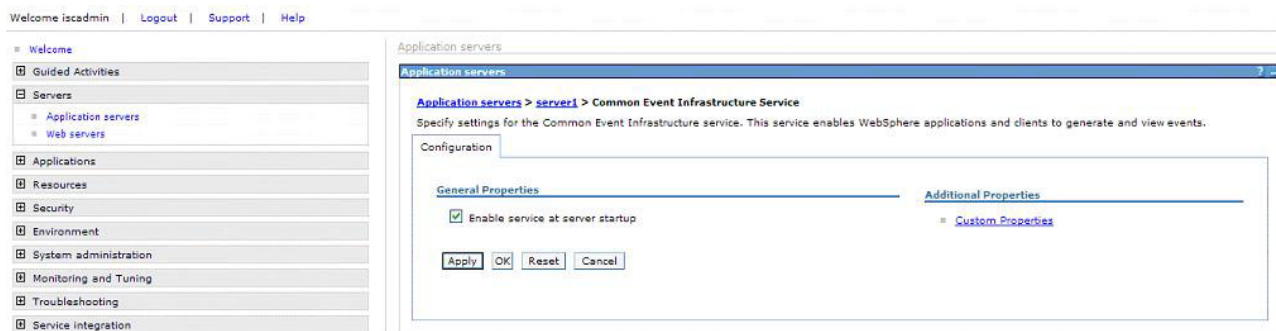 Welcome iscadmin | Logout | Support | Help
Welcome
Guided Activities
Servers
Application servers
Web servers
Applications
Resources
Security
Environment
System administration
Monitoring and Tuning
Troubleshooting
Service integration
Application servers
Application servers ? –
Application servers > server1 > Common Event Infrastructure Service
Specify settings for the Common Event Infrastructure service. This service enables WebSphere applications and clients to generate and view events.
Configuration
General Properties
Enable service at server startup
Apply OK Reset Cancel
Additional Properties
Custom Properties